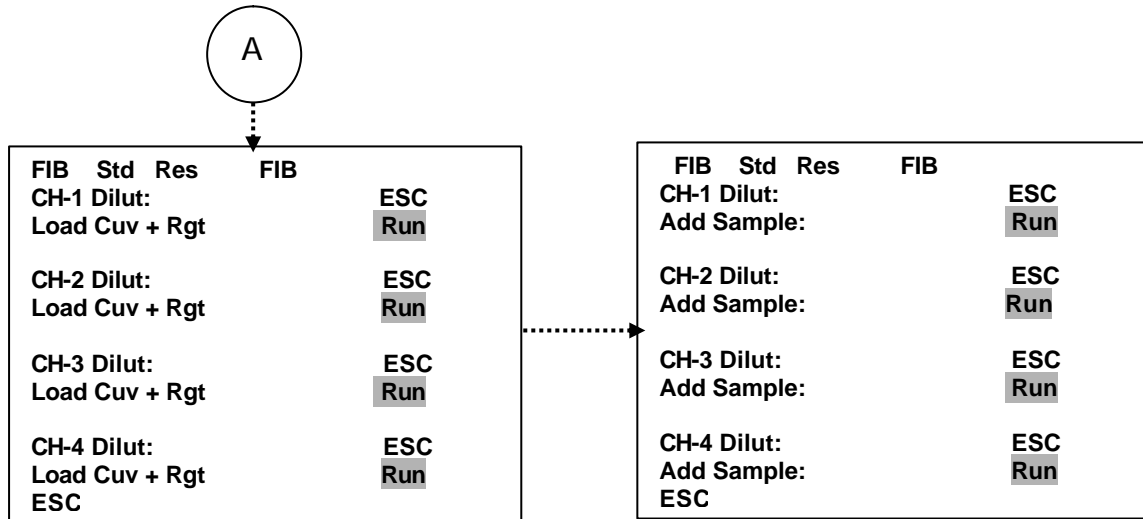 A
FIB Std Res FIB
CH-1 Dilut: ESC
Load Cuv + Rgt Run
CH-2 Dilut: ESC
Load Cuv + Rgt Run
CH-3 Dilut: ESC
Load Cuv + Rgt Run
CH-4 Dilut: ESC
Load Cuv + Rgt Run
ESC
FIB Std Res FIB
CH-1 Dilut: ESC
Add Sample: Run
CH-2 Dilut: ESC
Add Sample: Run
CH-3 Dilut: ESC
Add Sample: Run
CH-4 Dilut: ESC
Add Sample: Run
ESC